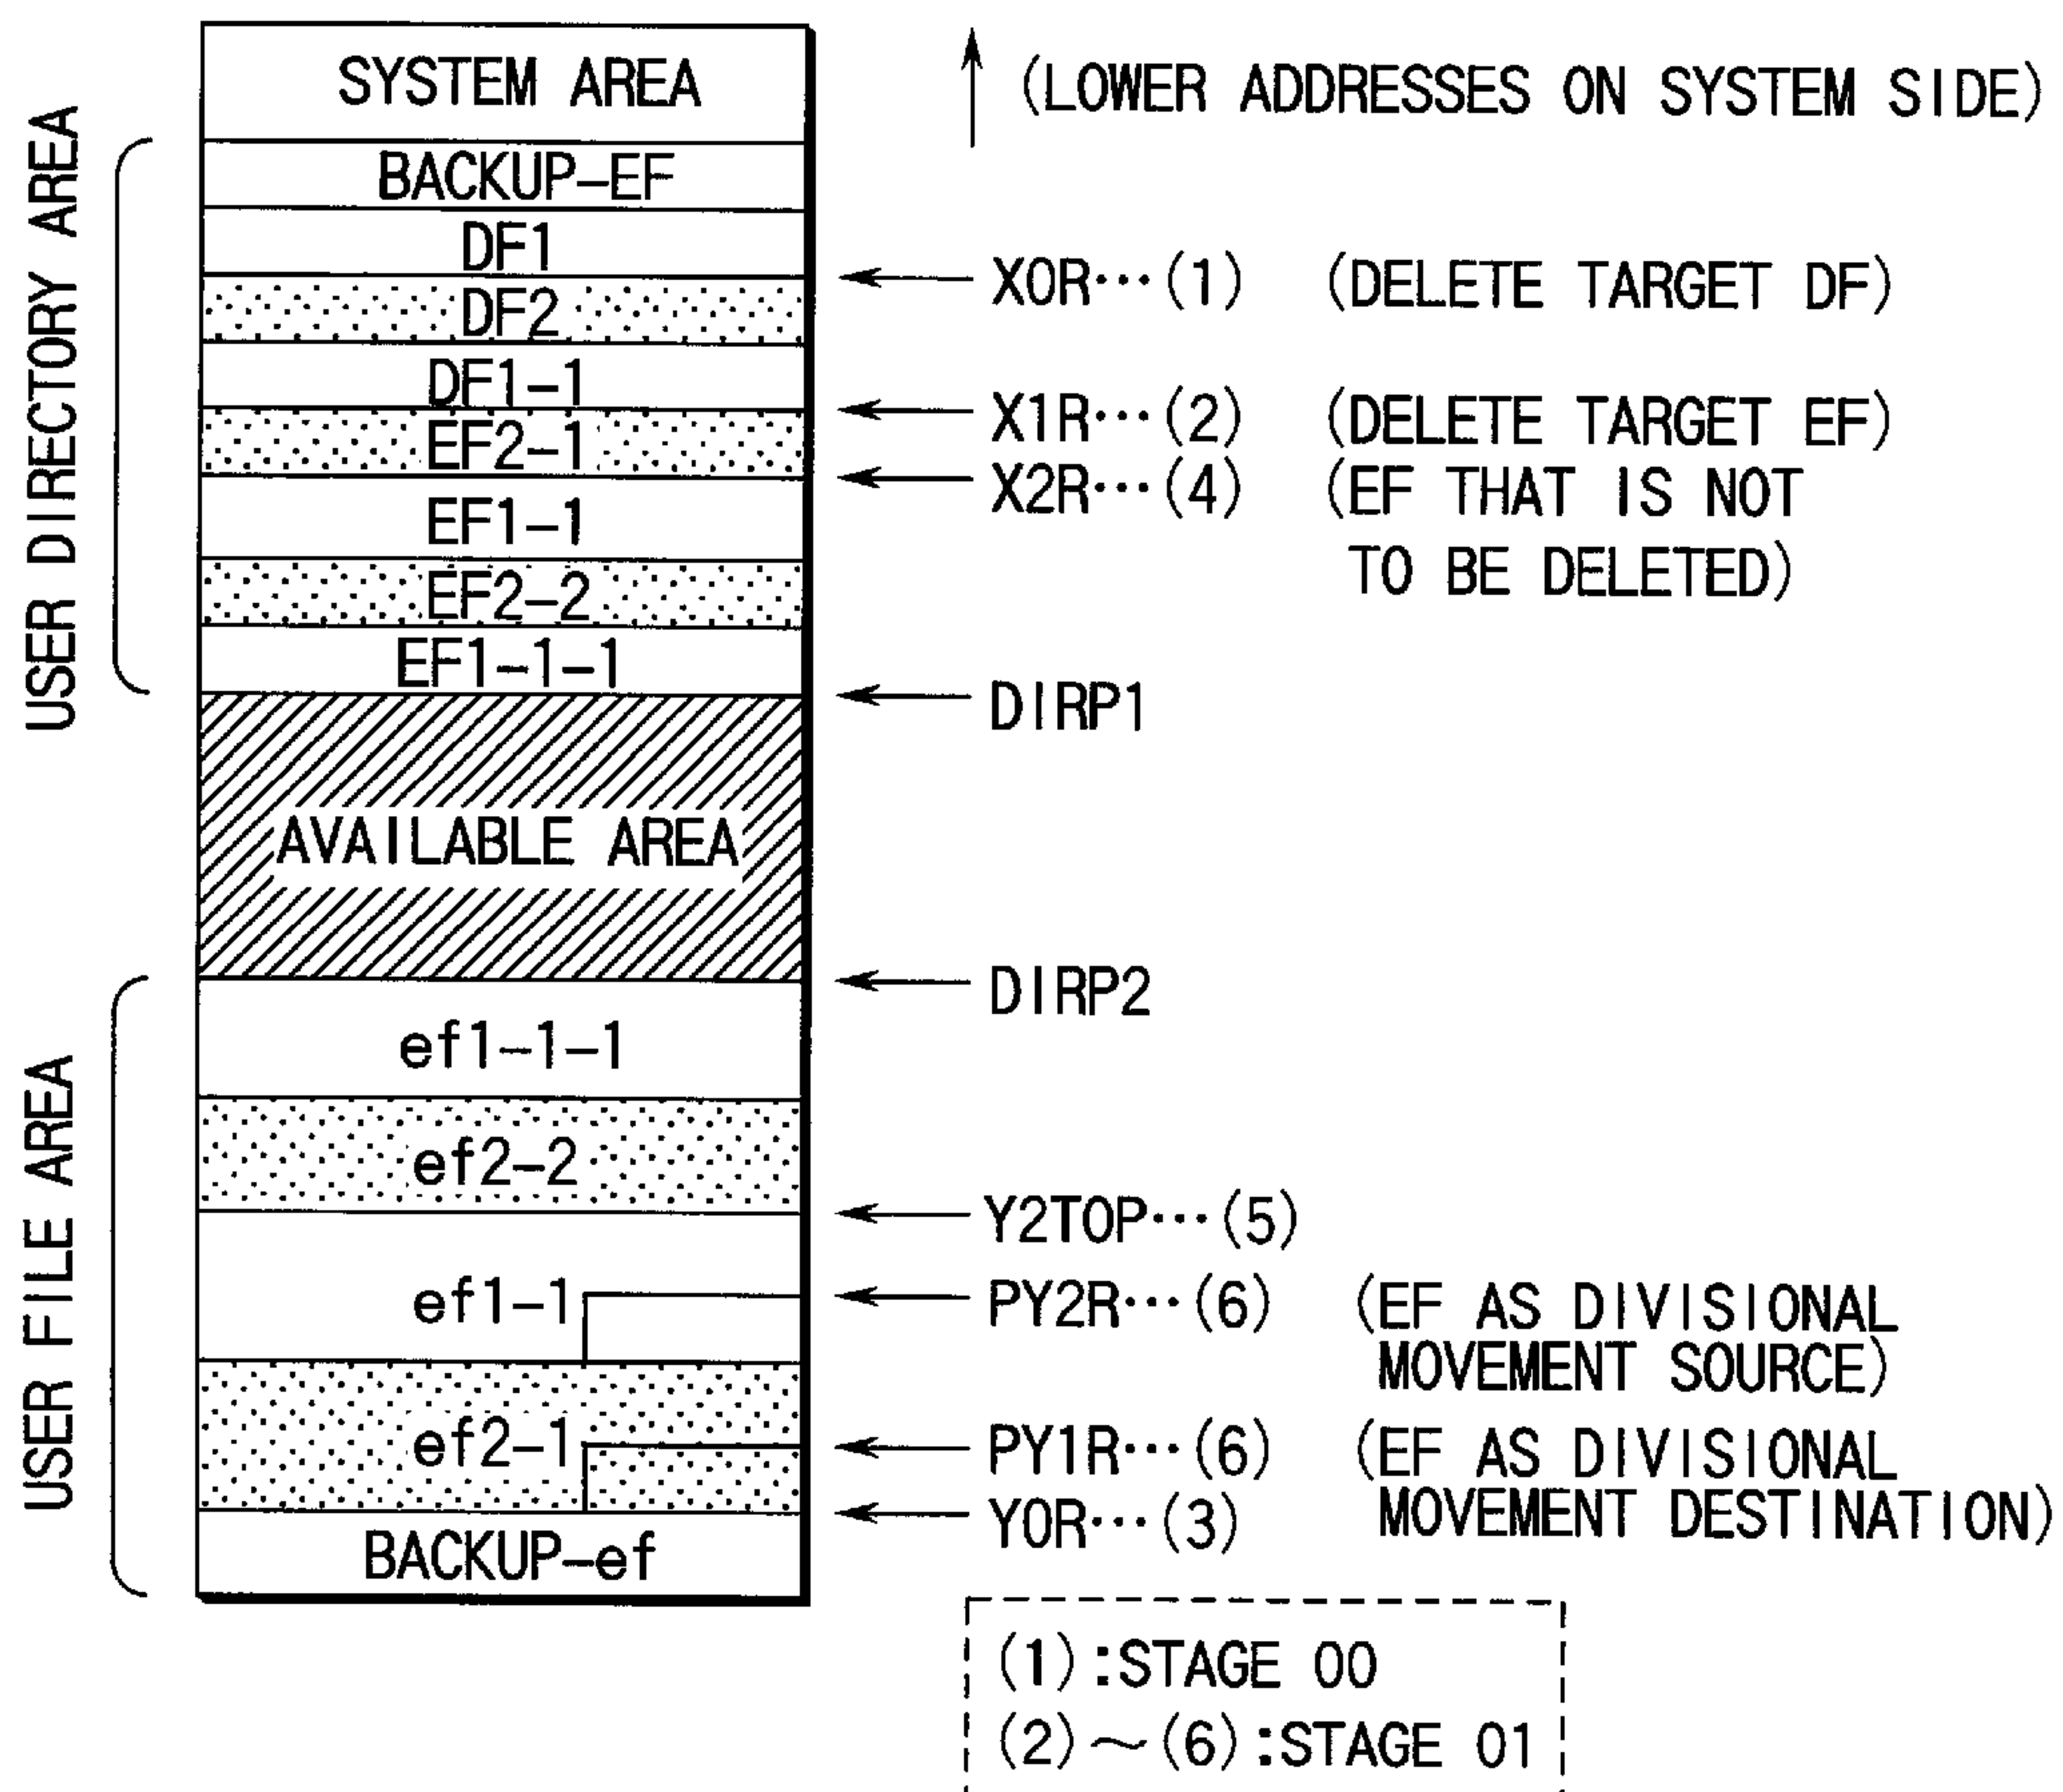 SYSTEM AREA
(LOWER ADDRESSES ON SYSTEM SIDE)
USER DIRECTORY AREA
BACKUP-EF
DF1
X0R···(1) (DELETE TARGET DF)
DF2
DF1-1
X1R···(2) (DELETE TARGET EF)
EF2-1
X2R···(4) (EF THAT IS NOT
TO BE DELETED)
EF1-1
EF2-2
EF1-1-1
DIRP1
AVAILABLE AREA
DIRP2
USER FILE AREA
ef1-1-1
ef2-2
Y2TOP···(5)
ef1-1
PY2R···(6) (EF AS DIVISIONAL
MOVEMENT SOURCE)
ef2-1
PY1R···(6) (EF AS DIVISIONAL
MOVEMENT DESTINATION)
Y0R···(3)
BACKUP-ef
(1):STAGE 00
(2)~(6):STAGE 01